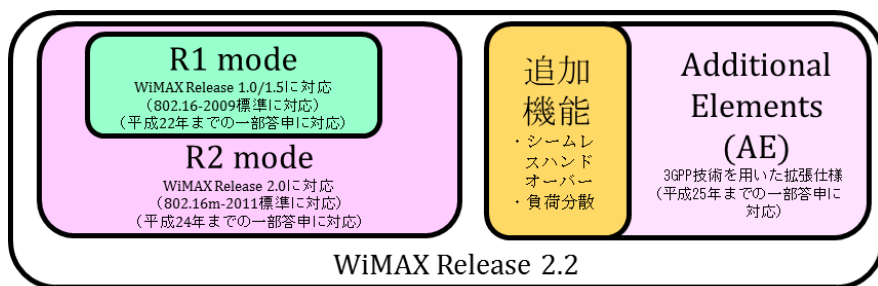 R1 mode
WiMAX Release 1.0/1.5に対応
（802.16-2009標準に対応）
（平成22年までの一部答申に対応）
R2 mode
WiMAX Release 2.0に対応
（802.16m-2011標準に対応）
（平成24年までの一部答申に対応）
追加
機能
・シームレ
スハンド
オーバー
・負荷分散
Additional
Elements
(AE)
3GPP技術を用いた拡張仕様
（平成25年までの一部答申に
対応）
WiMAX Release 2.2